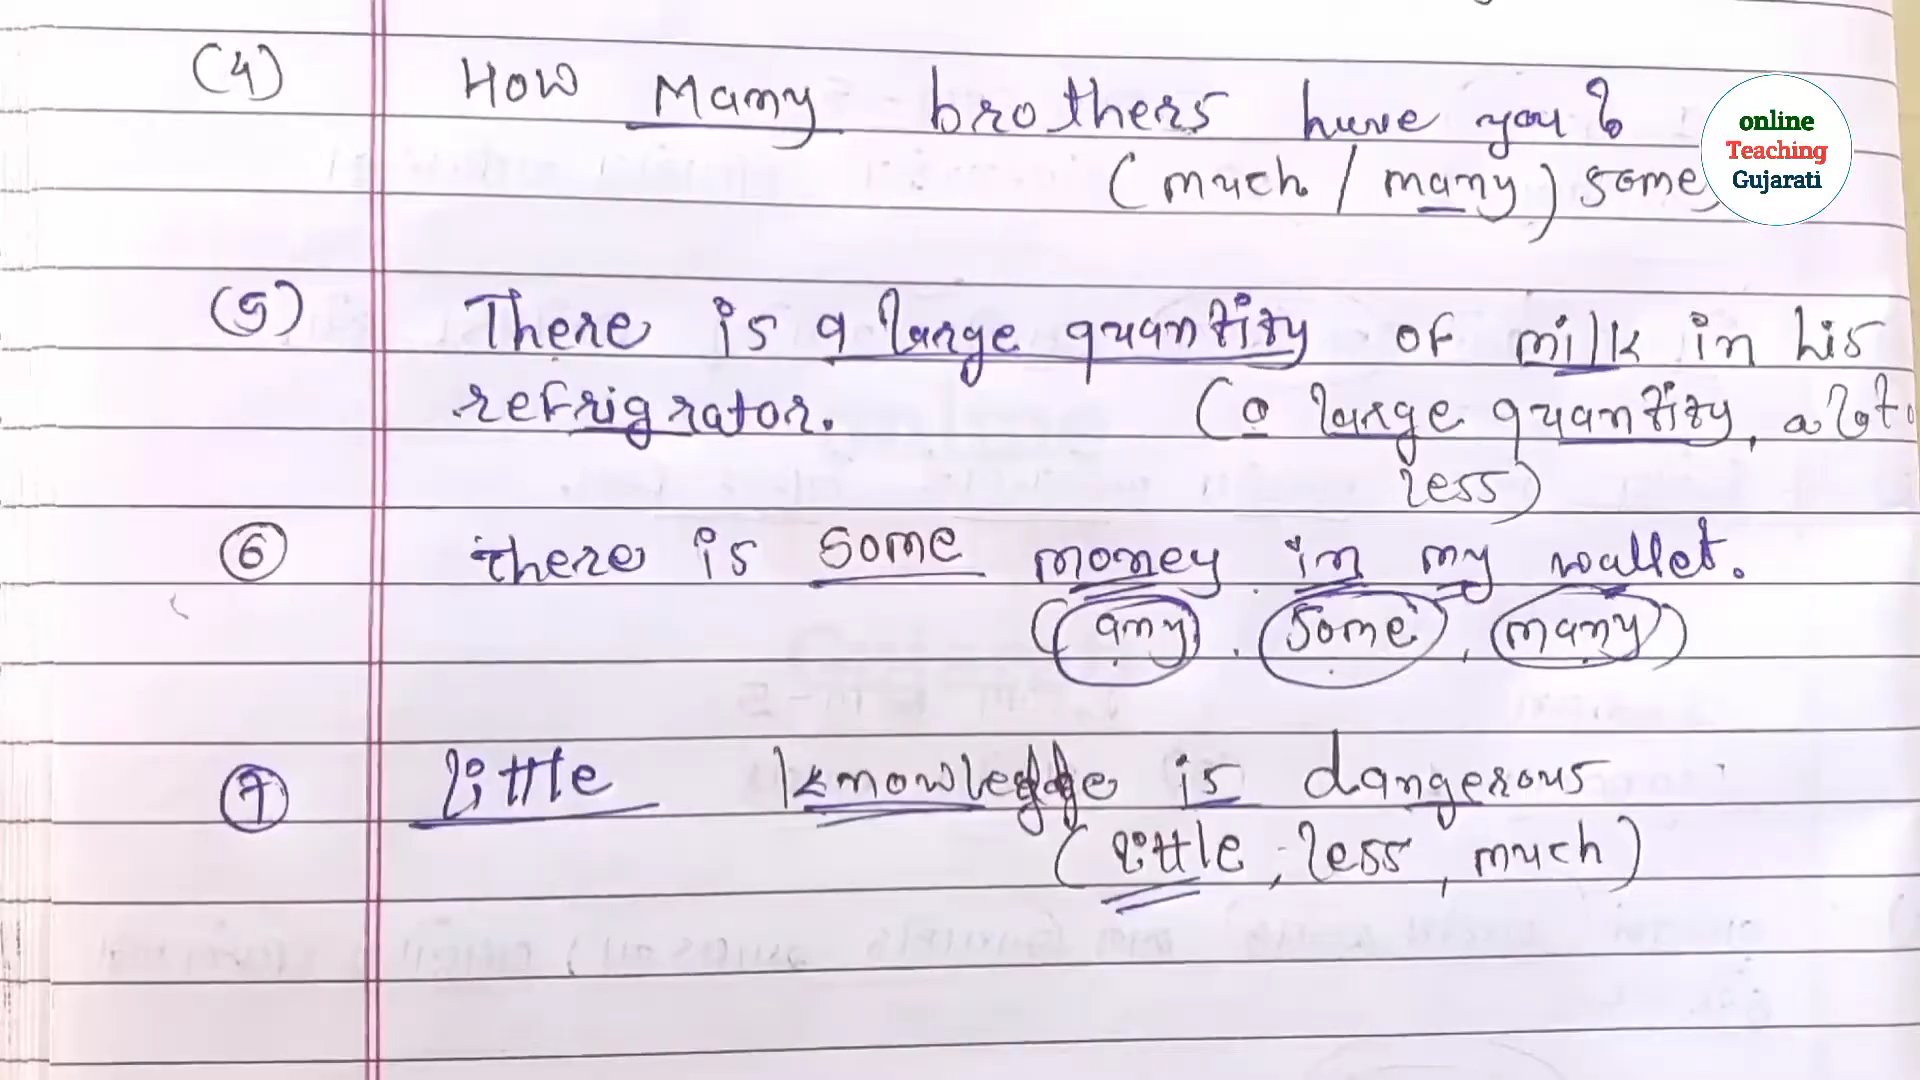 (4) How Many brothers have you?
(much / many) some
online
Teaching
Gujarati
(5) There is a large quantity of milk in his
refrigrator. (a large quantity, a lot
less)
6 there is some money in my wallet.
(any, some, many)
7 little knowledge is dangerous
(little, less, much)